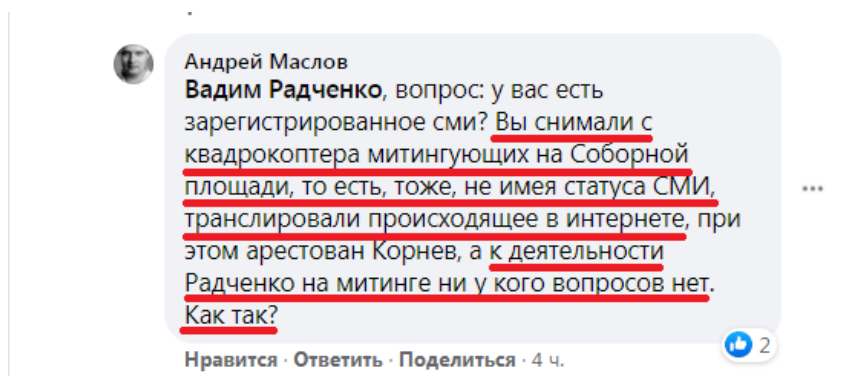 Андрей Маслов
Вадим Радченко, вопрос: у вас есть
зарегистрированное сми? Вы снимали с
квадрокоптера митингующих на Соборной
площади, то есть, тоже, не имея статуса СМИ,
транслировали происходящее в интернете, при
этом арестован Корнев, а к деятельности
Радченко на митинге ни у кого вопросов нет.
Как так?
2
Нравится · Ответить · Поделиться · 4 ч.